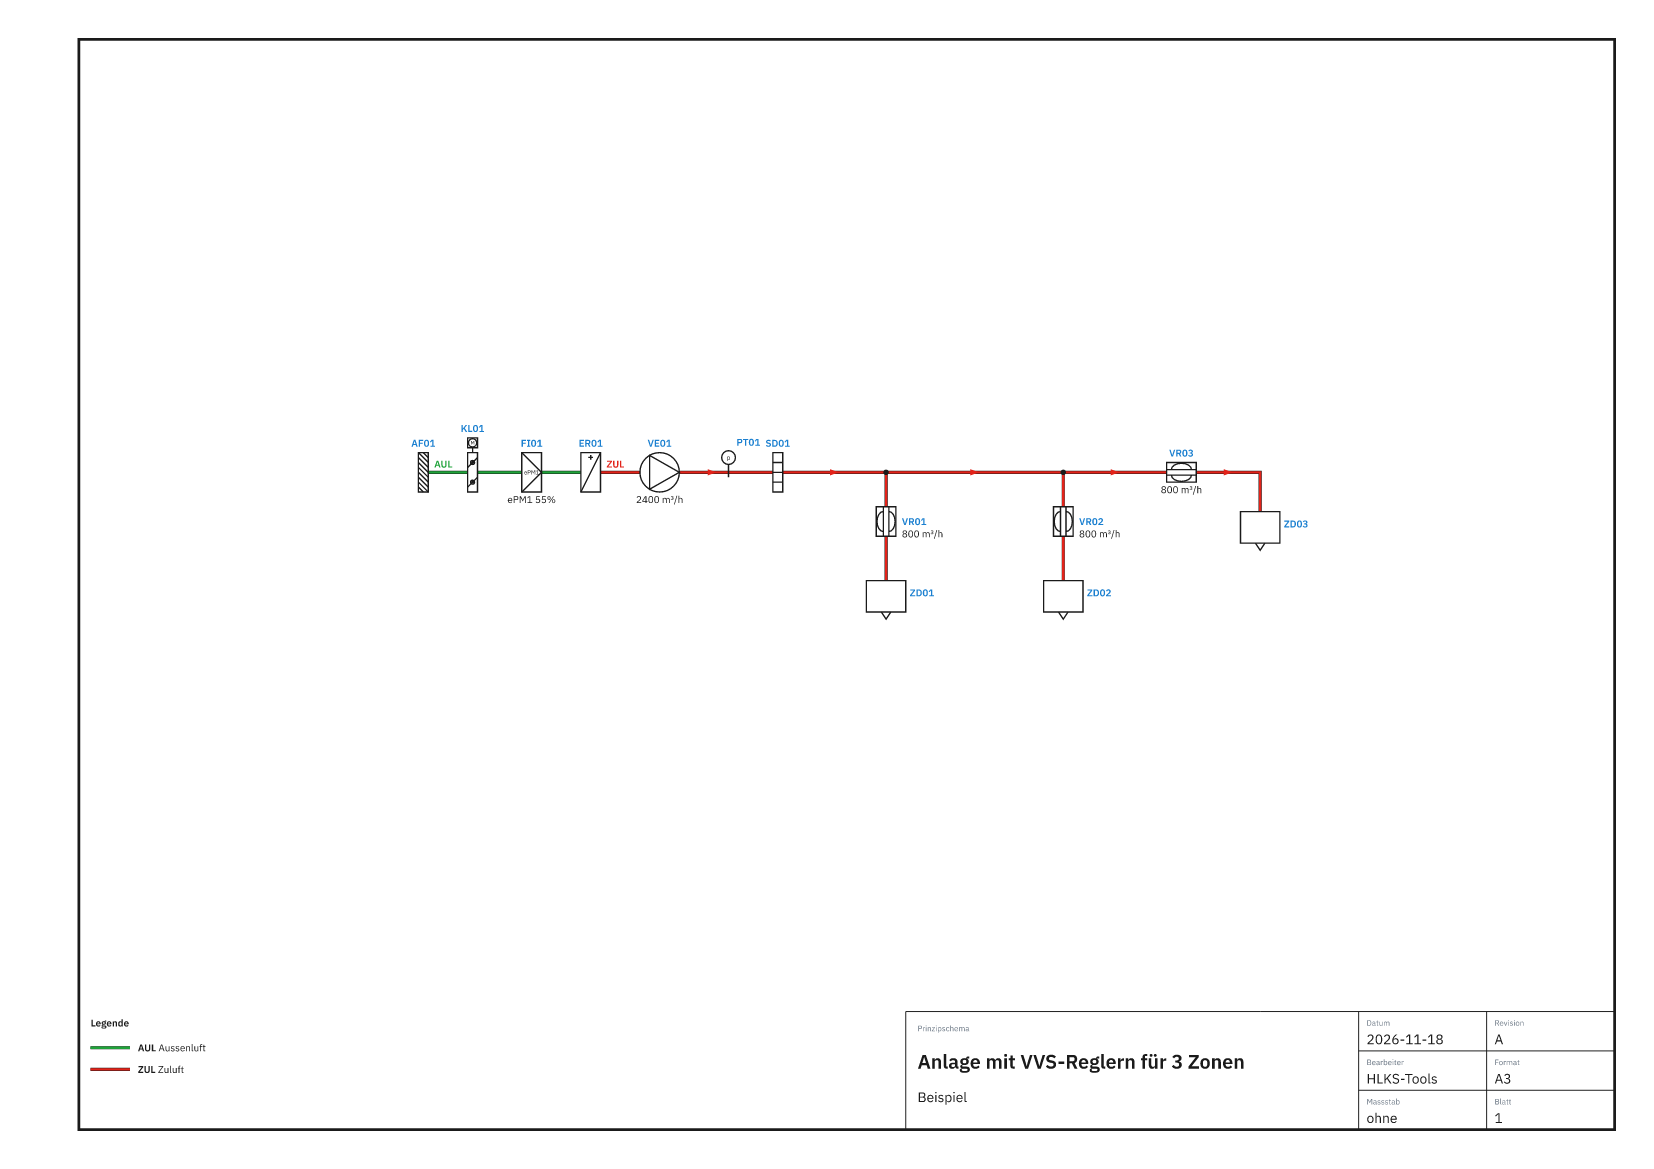 KL01
AF01
AUL
FI01
ePM1
ePM1 55%
ER01
ZUL
VE01
2400 m³/h
PT01
p
SD01
VR03
800 m³/h
VR01
800 m³/h
VR02
800 m³/h
ZD03
ZD01
ZD02
Legende
AUL Aussenluft
ZUL Zuluft
Prinzipschema
Anlage mit VVS-Reglern für 3 Zonen
Beispiel
Datum
2026-11-18
Revision
A
Bearbeiter
HLKS-Tools
Format
A3
Massstab
ohne
Blatt
1